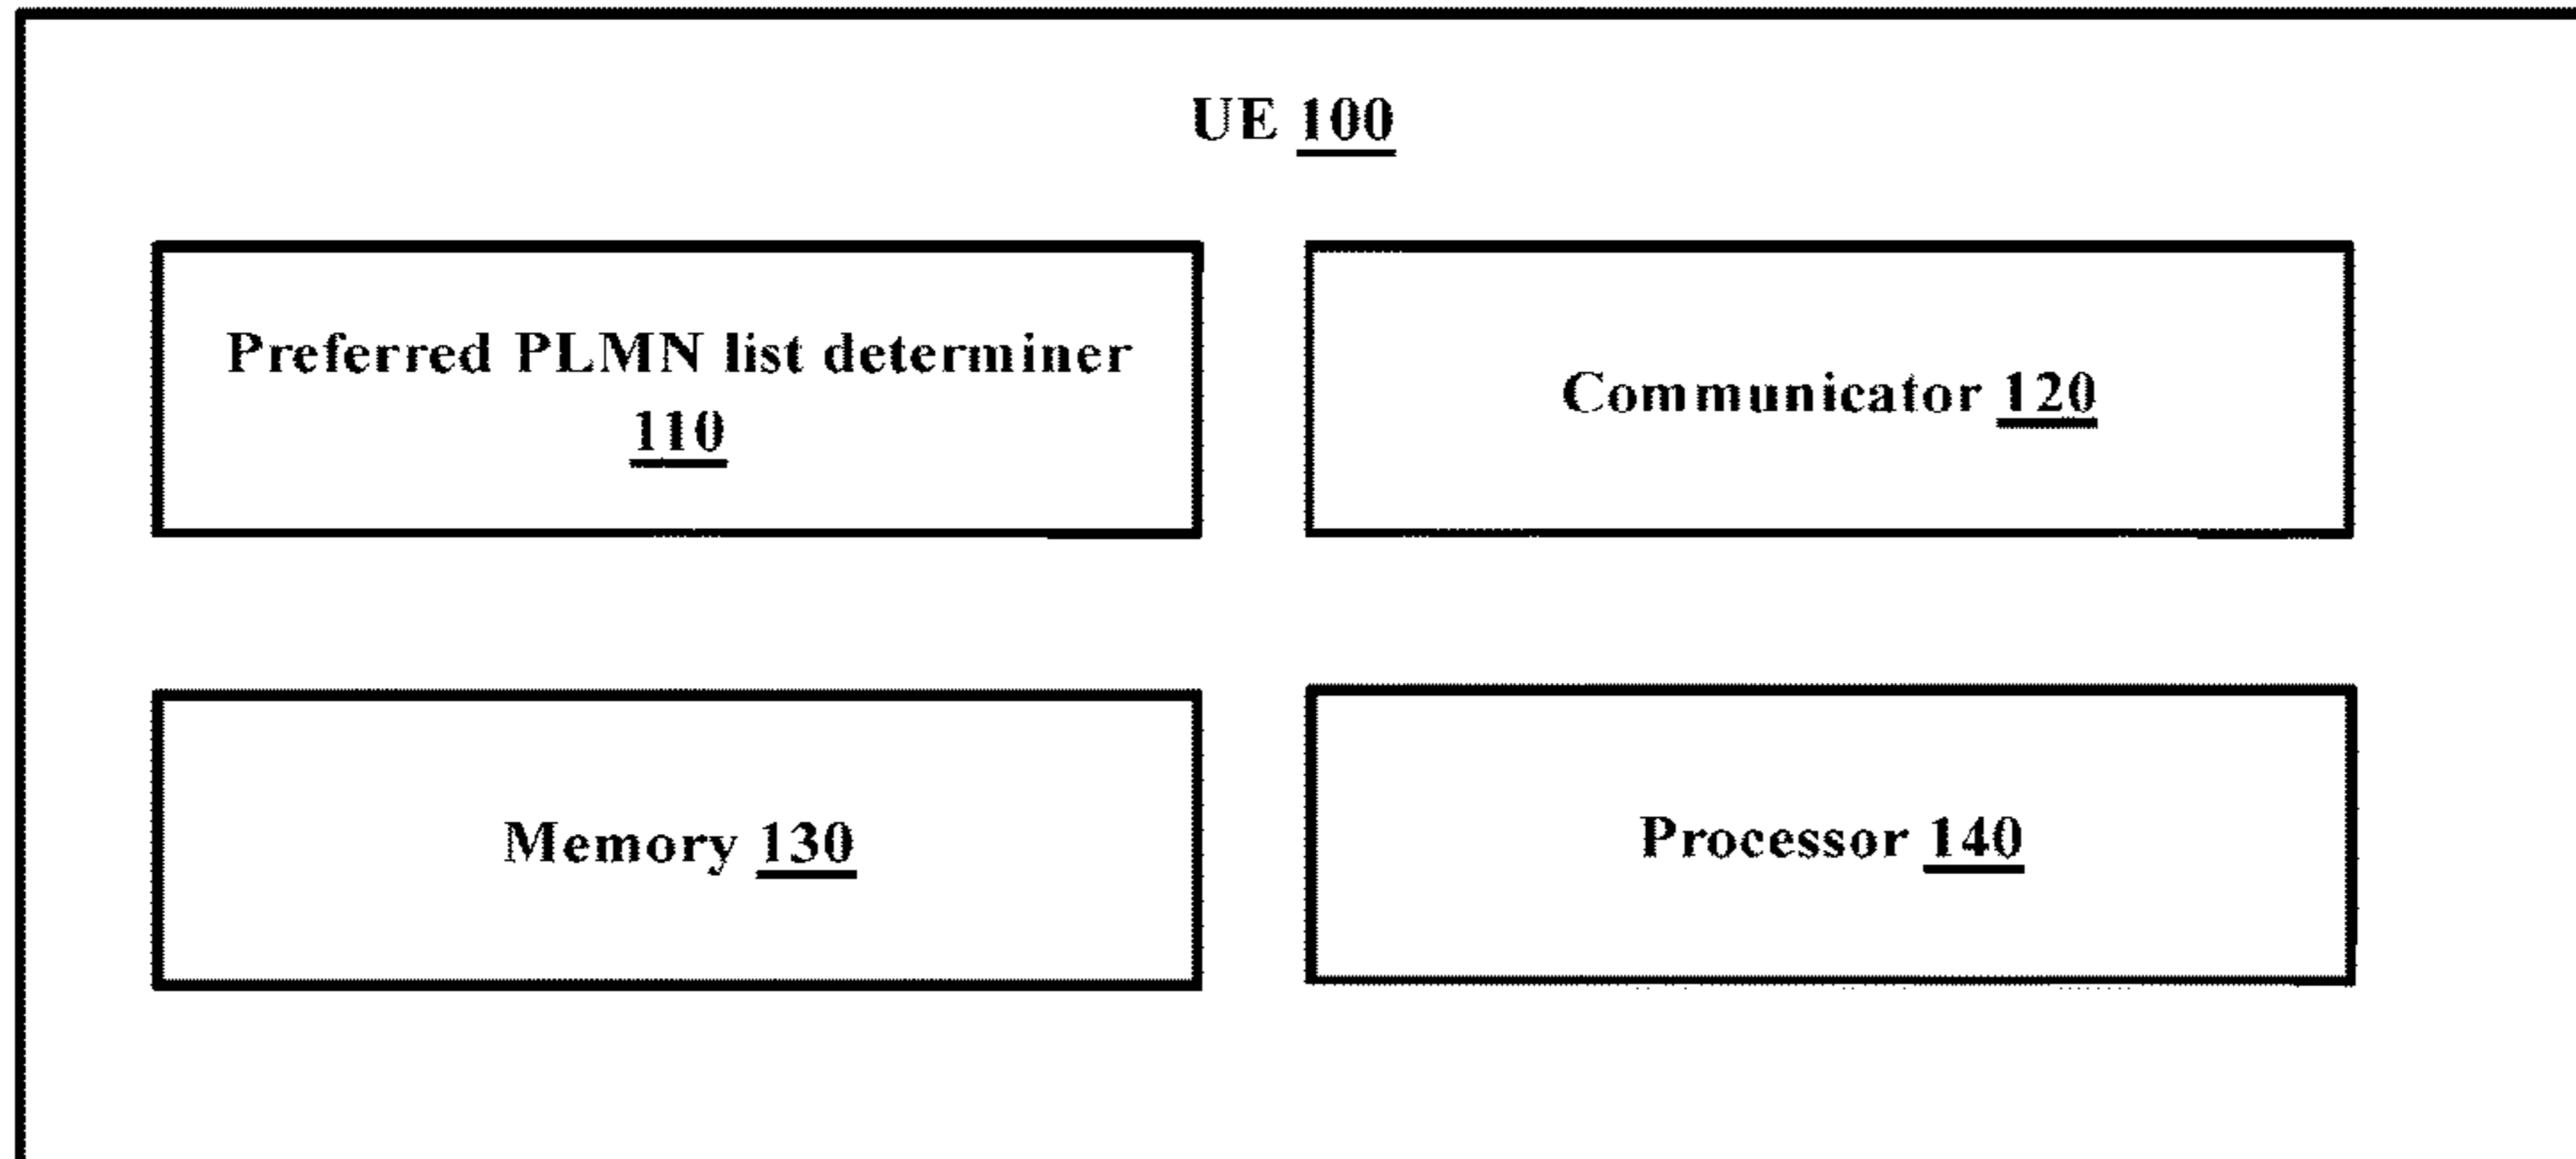 UE 100
Preferred PLMN list determiner
110
Communicator 120
Memory 130
Processor 140